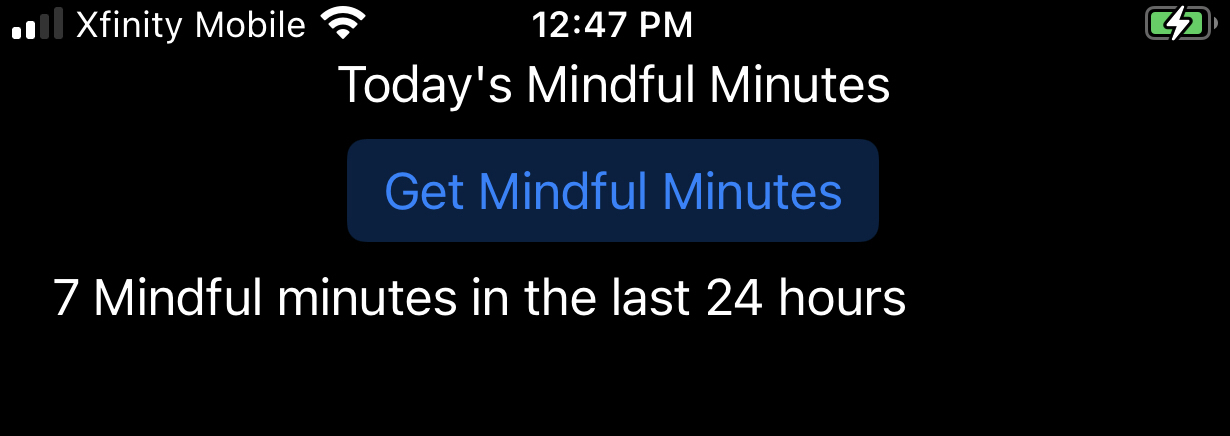 Xfinity Mobile 12:47 PM
Today's Mindful Minutes
Get Mindful Minutes
7 Mindful minutes in the last 24 hours